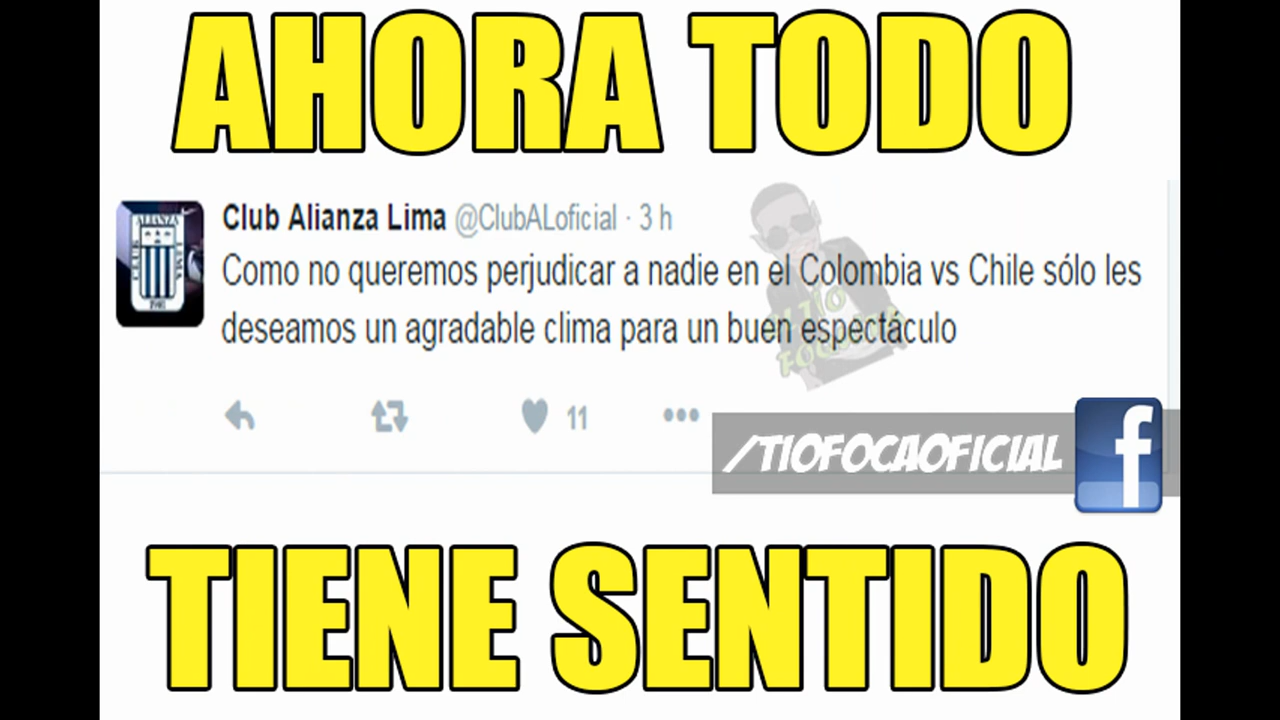 AHORA TODO
Club Alianza Lima @ClubALoficial · 3 h
Como no queremos perjudicar a nadie en el Colombia vs Chile sólo les
deseamos un agradable clima para un buen espectáculo
11
/TIOFOCAOFICIAL f
TIENE SENTIDO